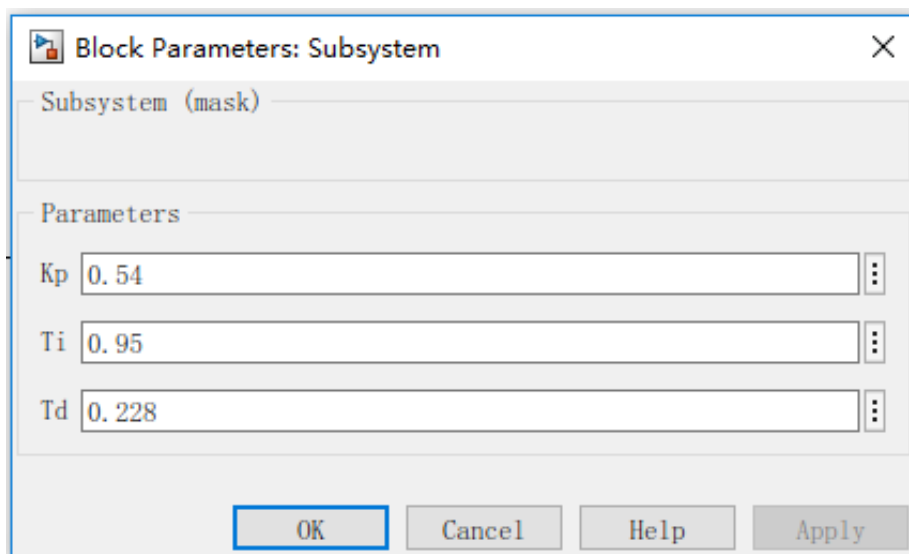 Block Parameters: Subsystem
Subsystem (mask)
Parameters
Kp 0.54
Ti 0.95
Td 0.228
OK Cancel Help Apply